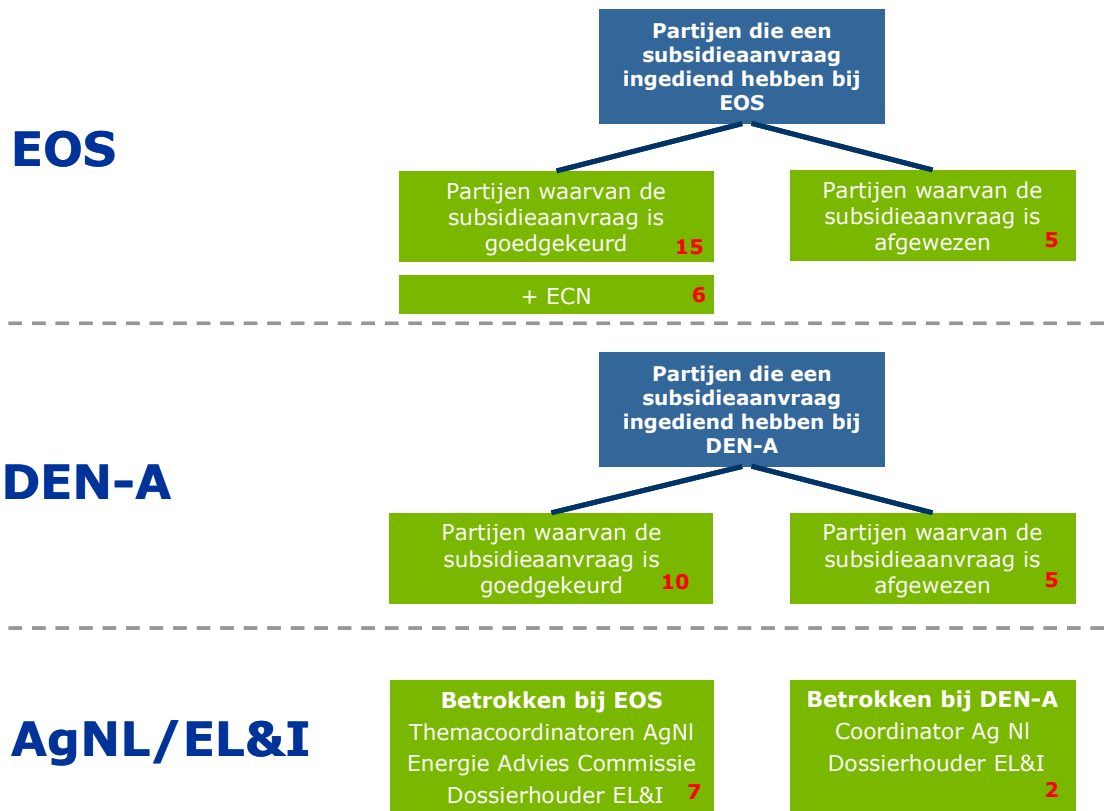 EOS
Partijen die een
subsidieaanvraag
ingediend hebben bij
EOS
Partijen waarvan de
subsidieaanvraag is
goedgekeurd 15
Partijen waarvan de
subsidieaanvraag is
afgewezen 5
+ ECN 6
DEN-A
Partijen die een
subsidieaanvraag
ingediend hebben bij
DEN-A
Partijen waarvan de
subsidieaanvraag is
goedgekeurd 10
Partijen waarvan de
subsidieaanvraag is
afgewezen 5
AgNL/EL&I
Betrokken bij EOS
Themacoordinatoren AgNl
Energie Advies Commissie
Dossierhouder EL&I 7
Betrokken bij DEN-A
Coordinator Ag Nl
Dossierhouder EL&I
2